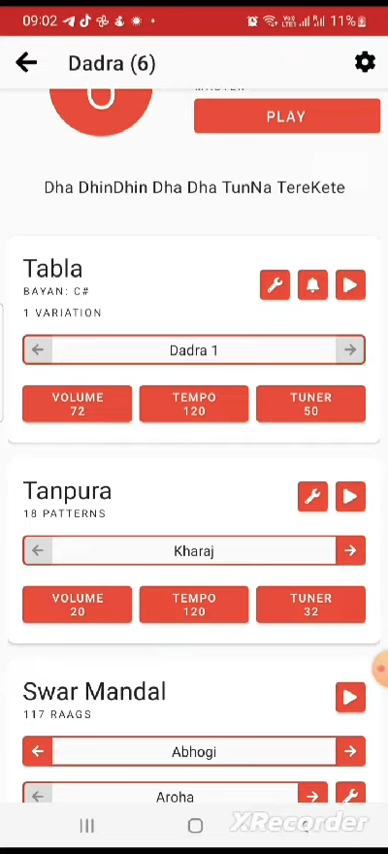 09:02 11%
Dadra (6)
PLAY
Dha DhinDhin Dha Dha TunNa TereKete
Tabla
BAYAN: C#
1 VARIATION
Dadra 1
VOLUME TEMPO TUNER
72 120 50
Tanpura
18 PATTERNS
Kharaj
VOLUME TEMPO TUNER
20 120 32
Swar Mandal
117 RAAGS
Abhogi
Aroha
XRecorder